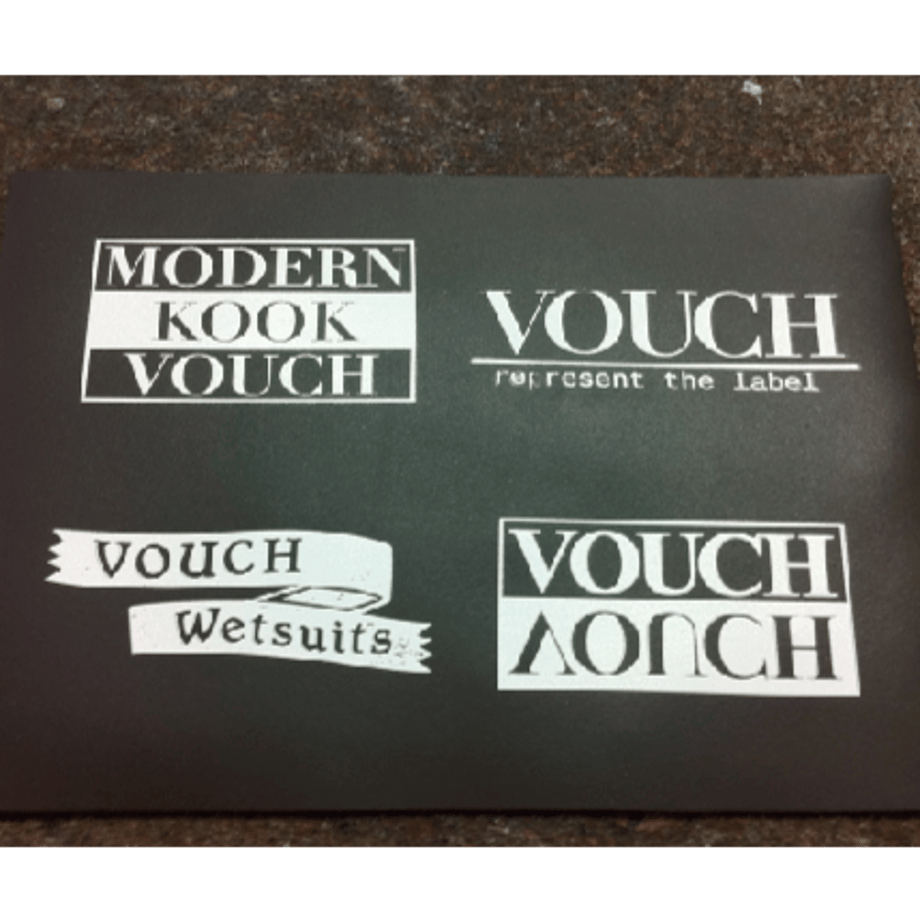 MODERN
KOOK
VOUCH
VOUCH
represent the label
VOUCH
Wetsuits
VOUCH
VOUCH